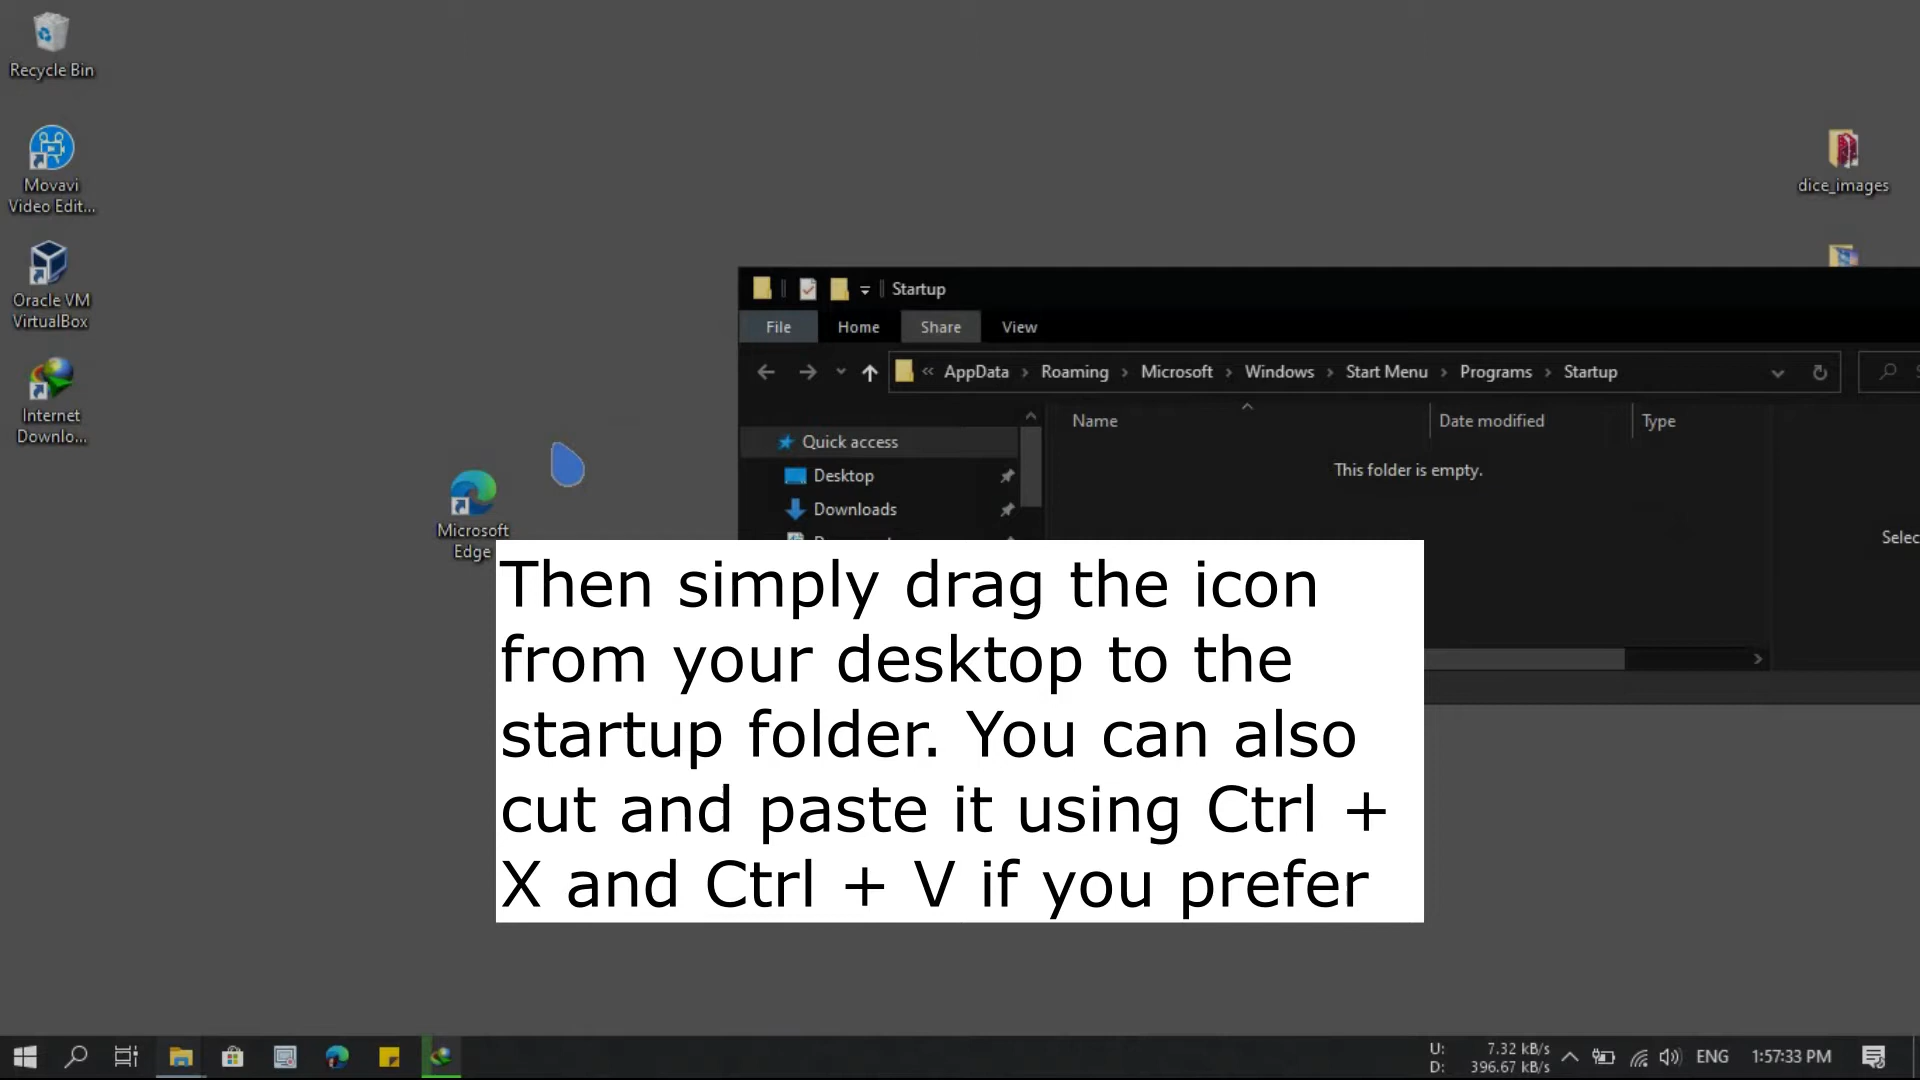 Recycle Bin
Movavi
Video Edit...
Oracle VM
VirtualBox
Internet
Downlo...
Microsoft
Edge
dice_images
Startup
File Home Share View
« AppData › Roaming › Microsoft › Windows › Start Menu › Programs › Startup
Name Date modified Type
Quick access
Desktop
Downloads
This folder is empty.
Selec
Then simply drag the icon
from your desktop to the
startup folder. You can also
cut and paste it using Ctrl +
X and Ctrl + V if you prefer
U: 7.32 kB/s
D: 396.67 kB/s
ENG
1:57:33 PM